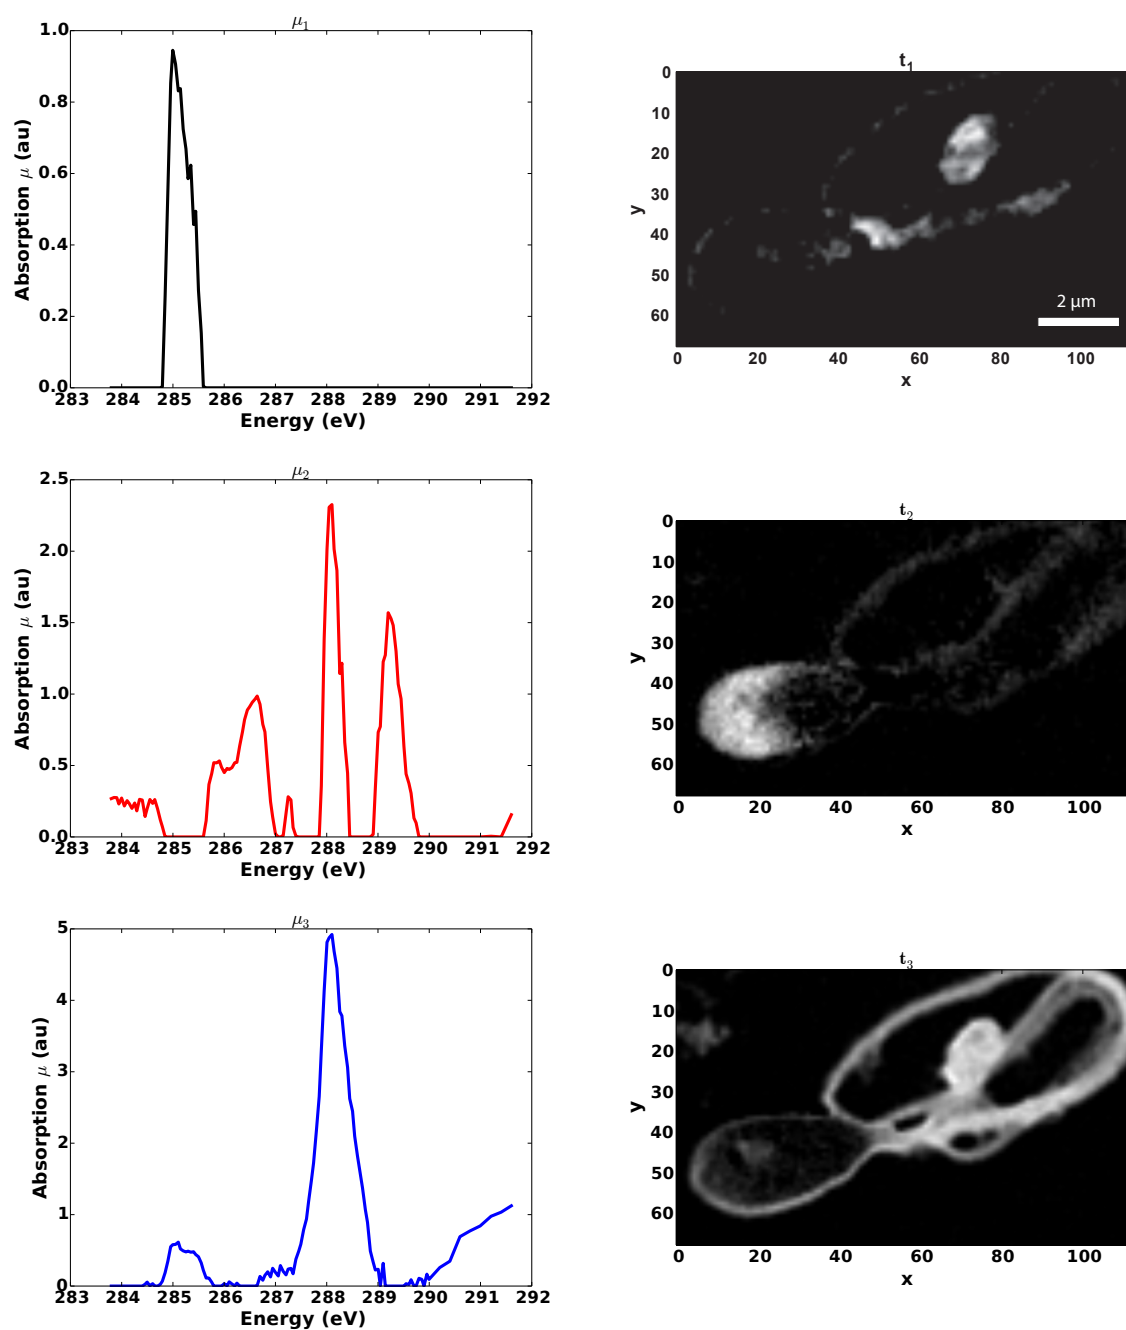 μ₁
1.0
0.8
0.6
0.4
0.2
0.0
Absorption μ (au)
283 284 285 286 287 288 289 290 291 292
Energy (eV)
t₁
0
10
20
30
40
50
60
y
2 μm
0 20 40 60 80 100
x
μ₂
2.5
2.0
1.5
1.0
0.5
0.0
Absorption μ (au)
283 284 285 286 287 288 289 290 291 292
Energy (eV)
t₂
0
10
20
30
40
50
60
y
0 20 40 60 80 100
x
μ₃
5
4
3
2
1
0
Absorption μ (au)
283 284 285 286 287 288 289 290 291 292
Energy (eV)
t₃
0
10
20
30
40
50
60
y
0 20 40 60 80 100
x